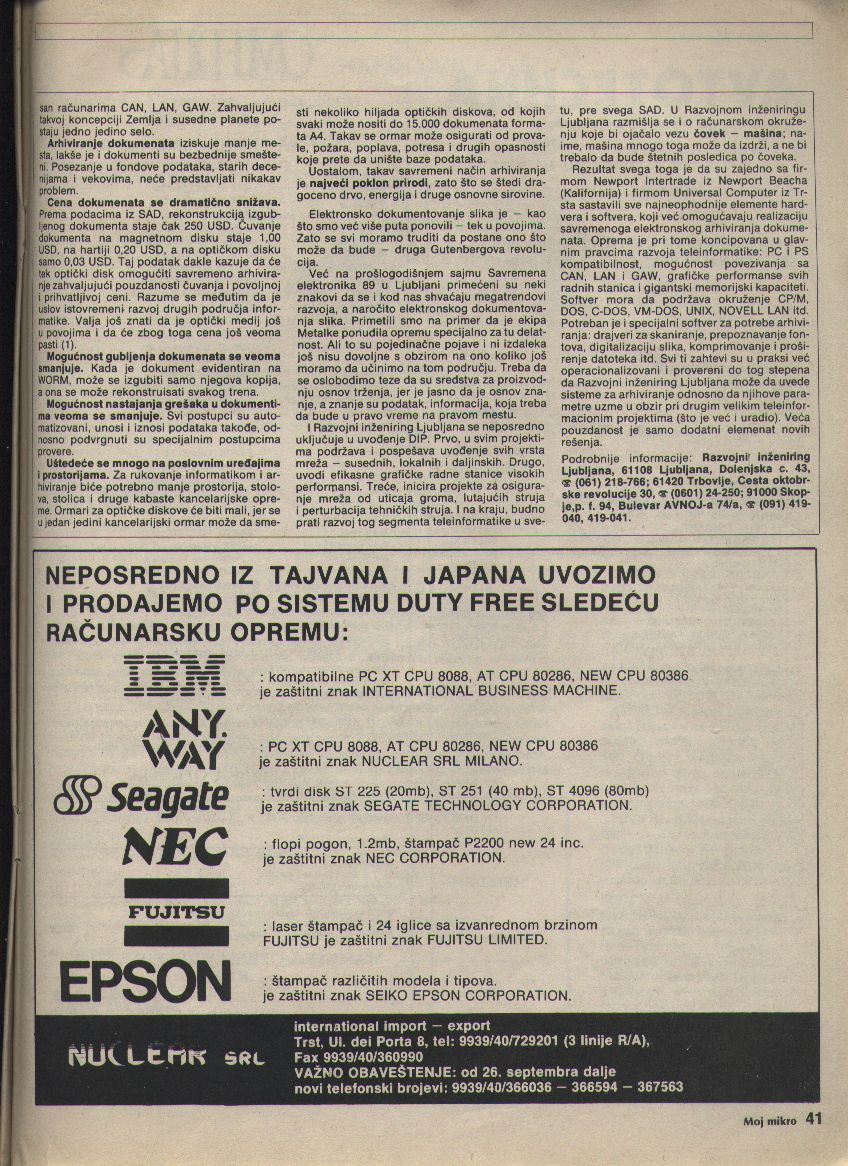 san računarima CAN, LAN, GAW. Zahvaljujući
takvoj koncepciji Zemlja i susedne planete po-
staju jedno jedino selo.
Arhiviranje dokumenata iziskuje manje me-
sta, lakše je i dokumenti su bezbednije smešte-
ni. Posezanje u fondove podataka, starih dece-
nijama i vekovima, neće predstavljati nikakav
problem.
Cena dokumenata se dramatično snižava.
Prema podacima iz SAD, rekonstrukcija izgub-
ljenog dokumenta staje čak 250 USD. Čuvanje
dokumenta na magnetnom disku staje 1,00
USD, na hartiji 0,20 USD, a na optičkom disku
samo 0,03 USD. Taj podatak dakle kazuje da će
tek optički disk omogućiti savremeno arhivira-
nje zahvaljujući pouzdanosti čuvanja i povoljnoj
i prihvatljivoj ceni. Razume se međutim da je
uslov istovremeni razvoj drugih područja infor-
matike. Valja još znati da je optički medij još
u povojima i da će zbog toga cena još veoma
pasti (1).
Mogućnost gubljenja dokumenata se veoma
smanjuje. Kada je dokument evidentiran na
WORM, može se izgubiti samo njegova kopija,
a ona se može rekonstruisati svakog trena.
Mogućnost nastajanja grešaka u dokumenti-
ma veoma se smanjuje. Svi postupci su auto-
matizovani, unosi i iznosi podataka takođe, od-
nosno podvrgnuti su specijalnim postupcima
provere.
Uštedeće se mnogo na poslovnim uređajima
i prostorijama. Za rukovanje informatikom i ar-
hiviranje biće potrebno manje prostorija, stolo-
va, stolica i druge kabaste kancelarijske opre-
me. Ormari za optičke diskove će biti mali, jer se
u jedan jedini kancelarijski ormar može da sme-
sti nekoliko hiljada optičkih diskova, od kojih
svaki može nositi do 15.000 dokumenata forma-
ta A4. Takav se ormar može osigurati od prova-
le, požara, poplava, potresa i drugih opasnosti
koje prete da unište baze podataka.
Uostalom, takav savremeni način arhiviranja
je najveći poklon prirodi, zato što se štedi dra-
goceno drvo, energija i druge osnovne sirovine.
Elektronsko dokumentovanje slika je — kao
što smo već više puta ponovili — tek u povojima.
Zato se svi moramo truditi da postane ono što
može da bude — druga Gutenbergova revolu-
cija.
Već na prošlogodišnjem sajmu Savremena
elektronika 89 u Ljubljani primećeni su neki
znakovi da se i kod nas shvaćaju megatrendovi
razvoja, a naročito elektronskog dokumentova-
nja slika. Primetili smo na primer da je ekipa
Metalke ponudila opremu specijalno za tu delat-
nost. Ali to su pojedinačne pojave i ni izdaleka
još nisu dovoljne s obzirom na ono koliko još
moramo da učinimo na tom području. Treba da
se oslobodimo teze da su sredstva za proizvod-
nju osnov trženja, jer je jasno da je osnov zna-
nje, a znanje su podatak, informacija, koja treba
da bude u pravo vreme na pravom mestu.
I Razvojni inžening Ljubljana se neposredno
uključuje u uvođenje DIP. Prvo, u svim projekti-
ma podržava i pospešava uvođenje svih vrsta
mreža — susednih, lokalnih i daljinskih. Drugo,
uvodi efikasne grafičke radne stanice visokih
performansi. Treće, inicira projekte za osigura-
nje mreža od uticaja groma, lutajućih struja
i perturbacija tehničkih struja. I na kraju, budno
prati razvoj tog segmenta teleinformatike u sve-
tu, pre svega SAD. U Razvojnom Inženiringu
Ljubljana razmišlja se i o računarskom okruže-
nju koje bi ojačalo vezu čovek — mašina; na-
ime, mašina mnogo toga može da izdrži, a ne bi
trebalo da bude štetnih posledica po čoveka.
Rezultat svega toga je da su zajedno sa fir-
mom Newport Intertrade iz Newport Beacha
(Kalifornija) i firmom Universal Computer iz Tr-
sta sastavili sve najneophodnije elemente hard-
vera i softvera, koji već omogućavaju realizaciju
savremenoga elektronskog arhiviranja dokume-
nata. Oprema je pri tome koncipovana u glav-
nim pravcima razvoja teleinformatike: PC i PS
kompatibilnost, mogućnost povezivanja sa
CAN, LAN i GAW, grafičke performanse svih
radnih stanica i gigantski memorijski kapaciteti.
Softver mora da podržava okruženje CP/M,
DOS, C-DOS, VM-DOS, UNIX, NOVELL LAN itd.
Potreban je i specijalni softver za potrebe arhivi-
ranja: drajveri za skaniranje, prepoznavanje fon-
tova, digitalizaciju slika, komprimovanje i proši-
renje datoteka itd. Svi ti zahtevi su u praksi već
operacionalizovani i provereni do tog stepena
da Razvojni inženiring Ljubljana može da uvede
sisteme za arhiviranje odnosno da njihove para-
metre uzme u obzir pri drugim velikim teleinfor-
macionim projektima (što je već i uradio). Veća
pouzdanost je samo dodatni elemenat novih
rešenja.
Podrobnije informacije: Razvojni inženiring
Ljubljana, 61108 Ljubljana, Dolenjska c. 43,
☎ (061) 218-766; 61420 Trbovlje, Cesta oktobr-
ske revolucije 30, ☎ (0601) 24-250; 91000 Skop-
je,p. f. 94, Bulevar AVNOJ-a 74/a, ☎ (091) 419-
040, 419-041.
NEPOSREDNO IZ TAJVANA I JAPANA UVOZIMO
I PRODAJEMO PO SISTEMU DUTY FREE SLEDEĆU
RAČUNARSKU OPREMU:
IBM
: kompatibilne PC XT CPU 8088, AT CPU 80286, NEW CPU 80386
je zaštitni znak INTERNATIONAL BUSINESS MACHINE.
ANY.
WAY
: PC XT CPU 8088, AT CPU 80286, NEW CPU 80386
je zaštitni znak NUCLEAR SRL MILANO.
Seagate
: tvrdi disk ST 225 (20mb), ST 251 (40 mb), ST 4096 (80mb)
je zaštitni znak SEGATE TECHNOLOGY CORPORATION.
NEC
: flopi pogon, 1.2mb, štampač P2200 new 24 inc.
je zaštitni znak NEC CORPORATION.
FUJITSU
: laser štampač i 24 iglice sa izvanrednom brzinom
FUJITSU je zaštitni znak FUJITSU LIMITED.
EPSON
: štampač različitih modela i tipova.
je zaštitni znak SEIKO EPSON CORPORATION.
NUCLEAR SRL
international import — export
Trst, Ul. dei Porta 8, tel: 9939/40/729201 (3 linije R/A),
Fax 9939/40/360990
VAŽNO OBAVEŠTENJE: od 26. septembra dalje
novi telefonski brojevi: 9939/40/366036 — 366594 — 367563
Moj mikro 41